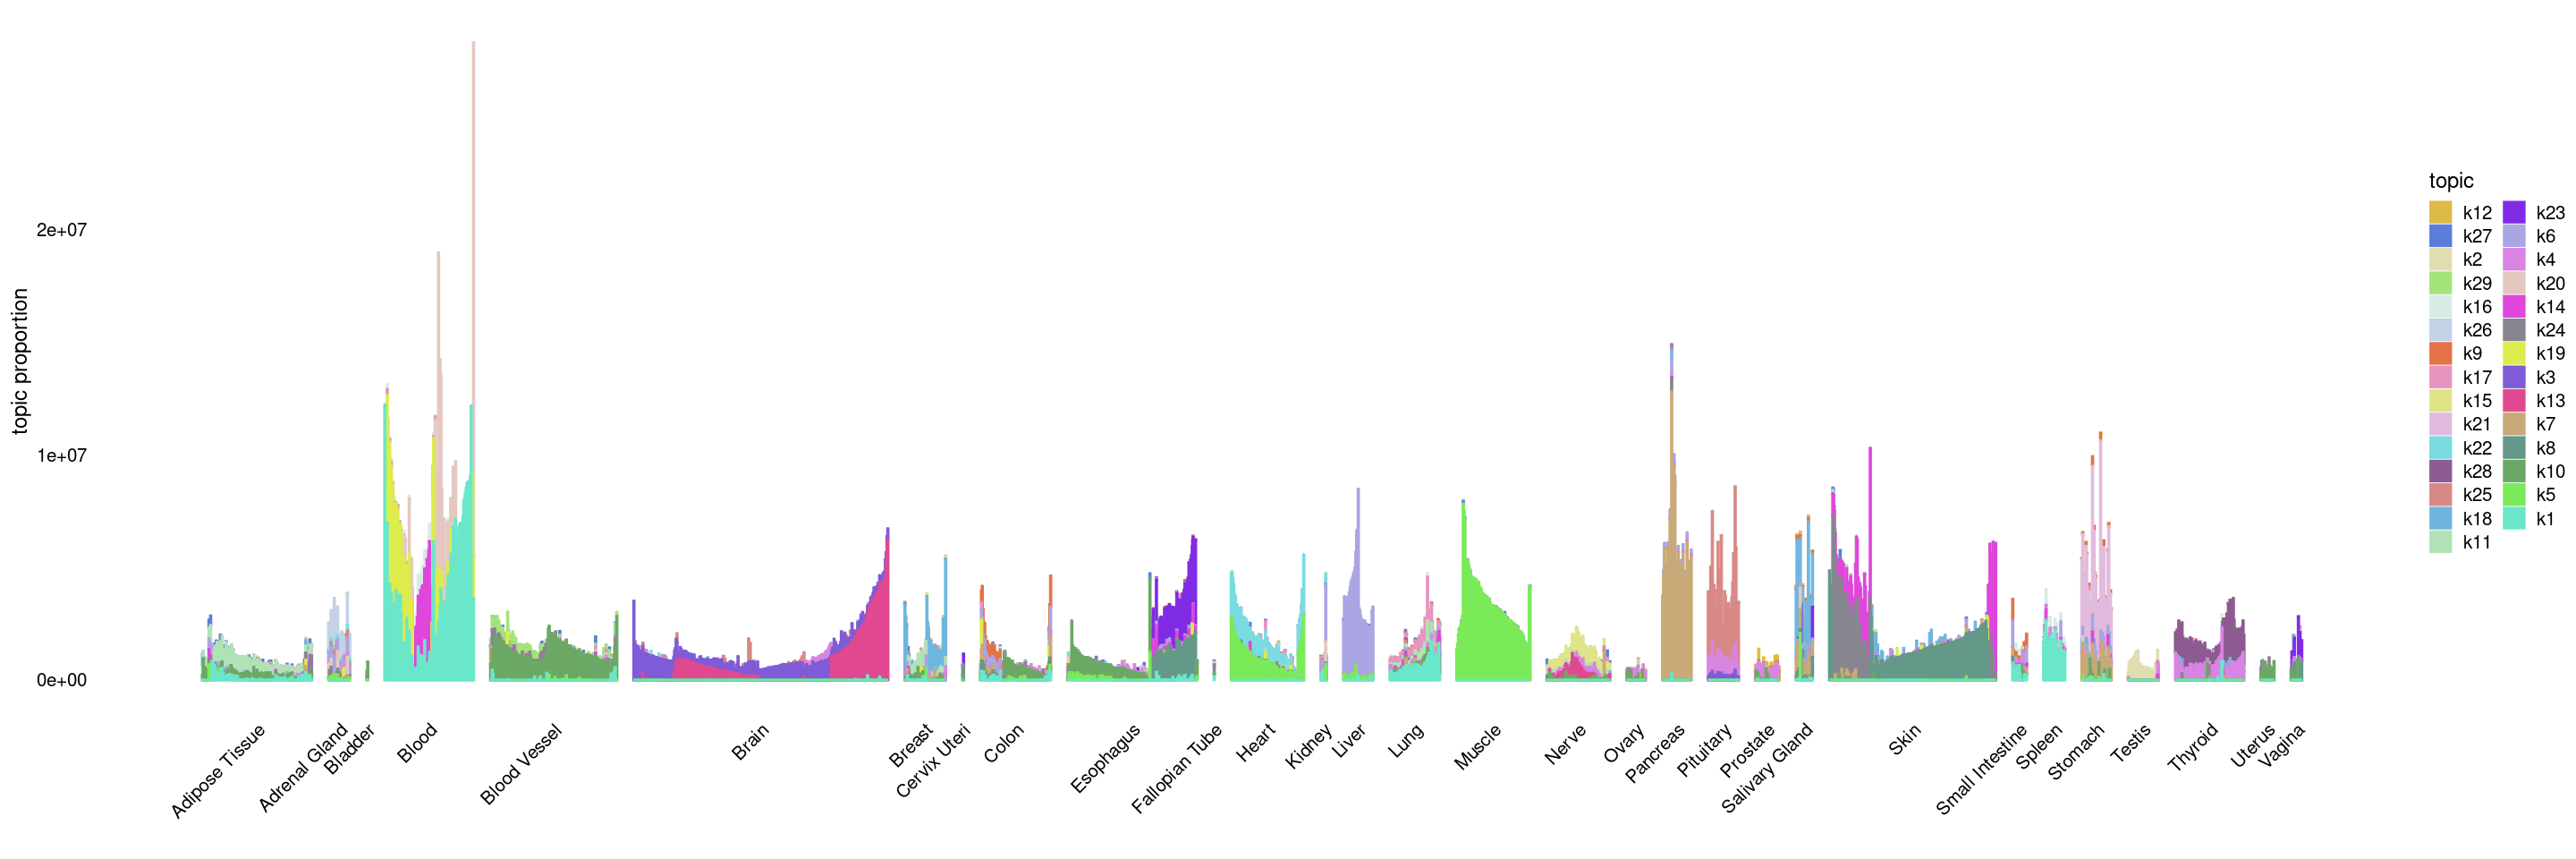 topic proportion
2e+07
1e+07
0e+00
Adipose Tissue
Adrenal Gland
Bladder
Blood
Blood Vessel
Brain
Breast
Cervix Uteri
Colon
Esophagus
Fallopian Tube
Heart
Kidney
Liver
Lung
Muscle
Nerve
Ovary
Pancreas
Pituitary
Prostate
Salivary Gland
Skin
Small Intestine
Spleen
Stomach
Testis
Thyroid
Uterus
Vagina
topic
k12 k23
k27 k6
k2 k4
k29 k20
k16 k14
k26 k24
k9 k19
k17 k3
k15 k13
k21 k7
k22 k8
k28 k10
k25 k5
k18 k1
k11